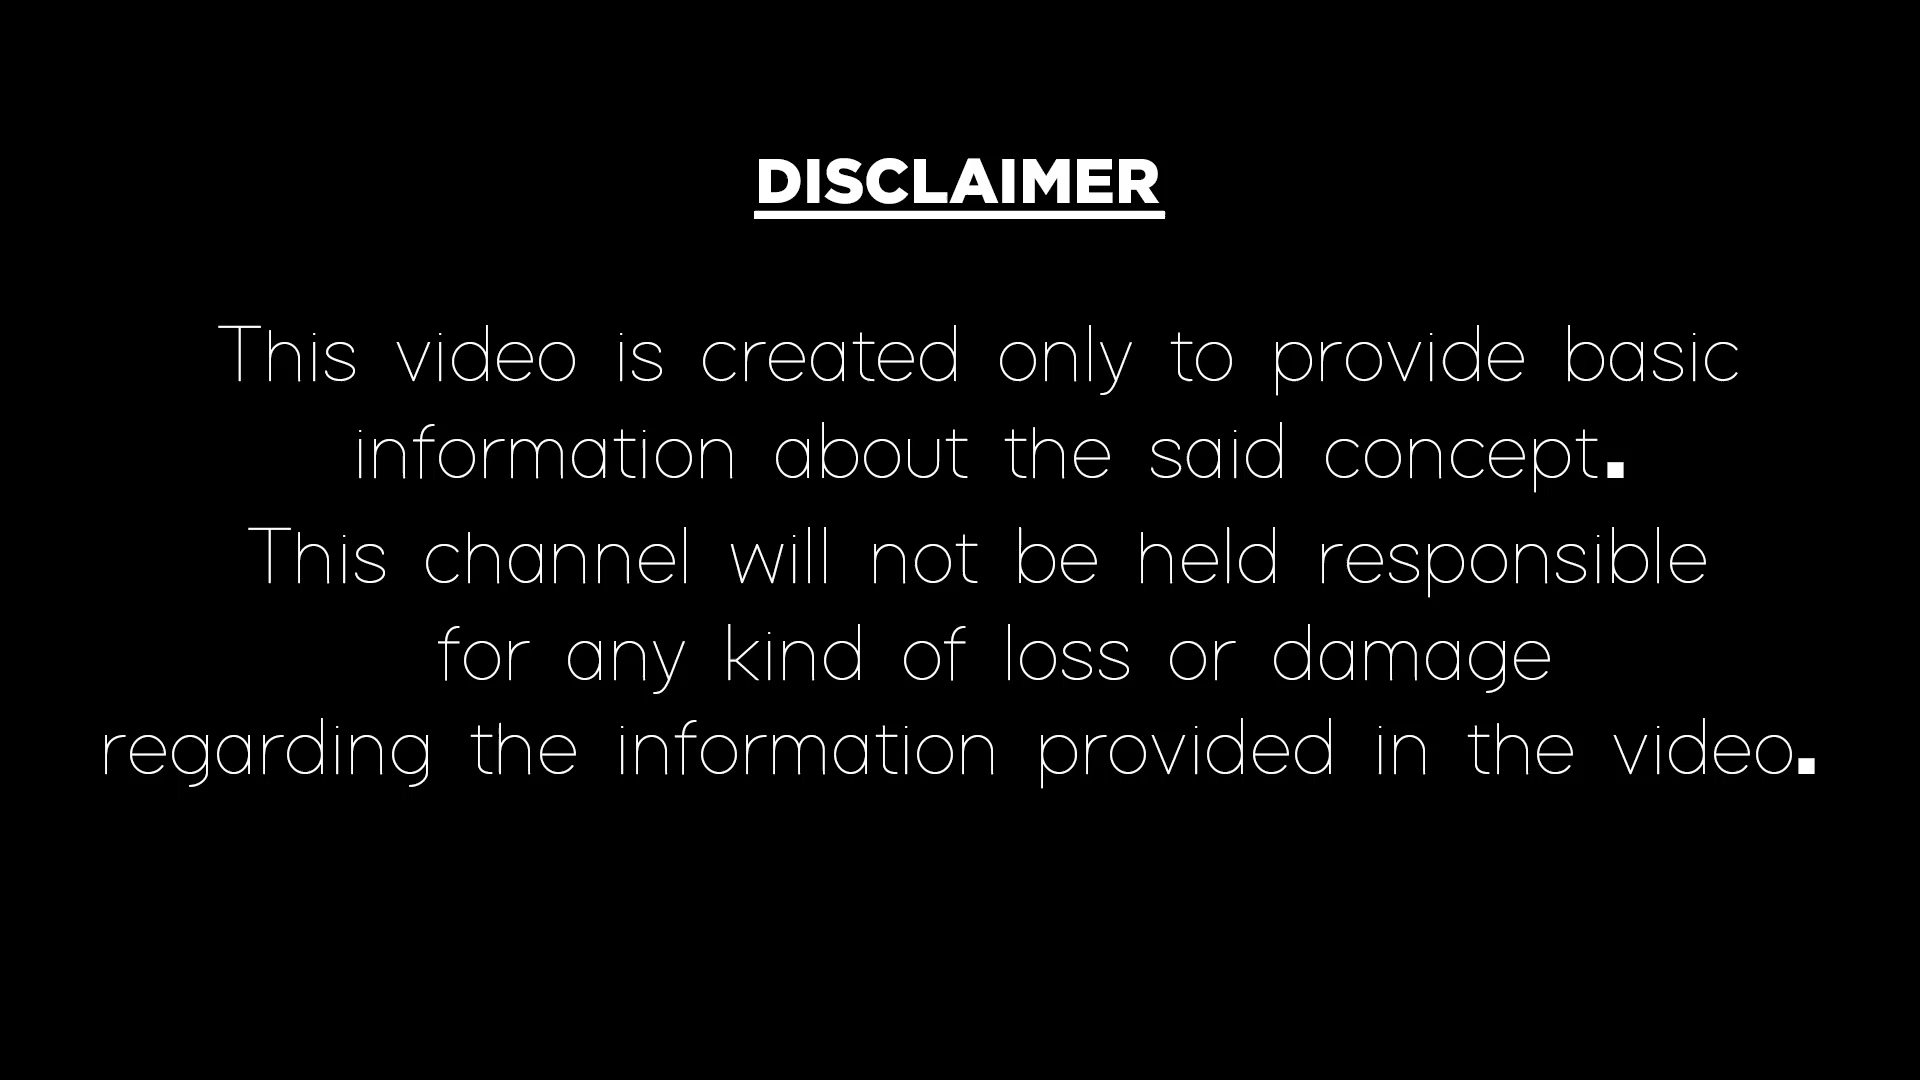 DISCLAIMER
This video is created only to provide basic
information about the said concept.
This channel will not be held responsible
for any kind of loss or damage
regarding the information provided in the video.